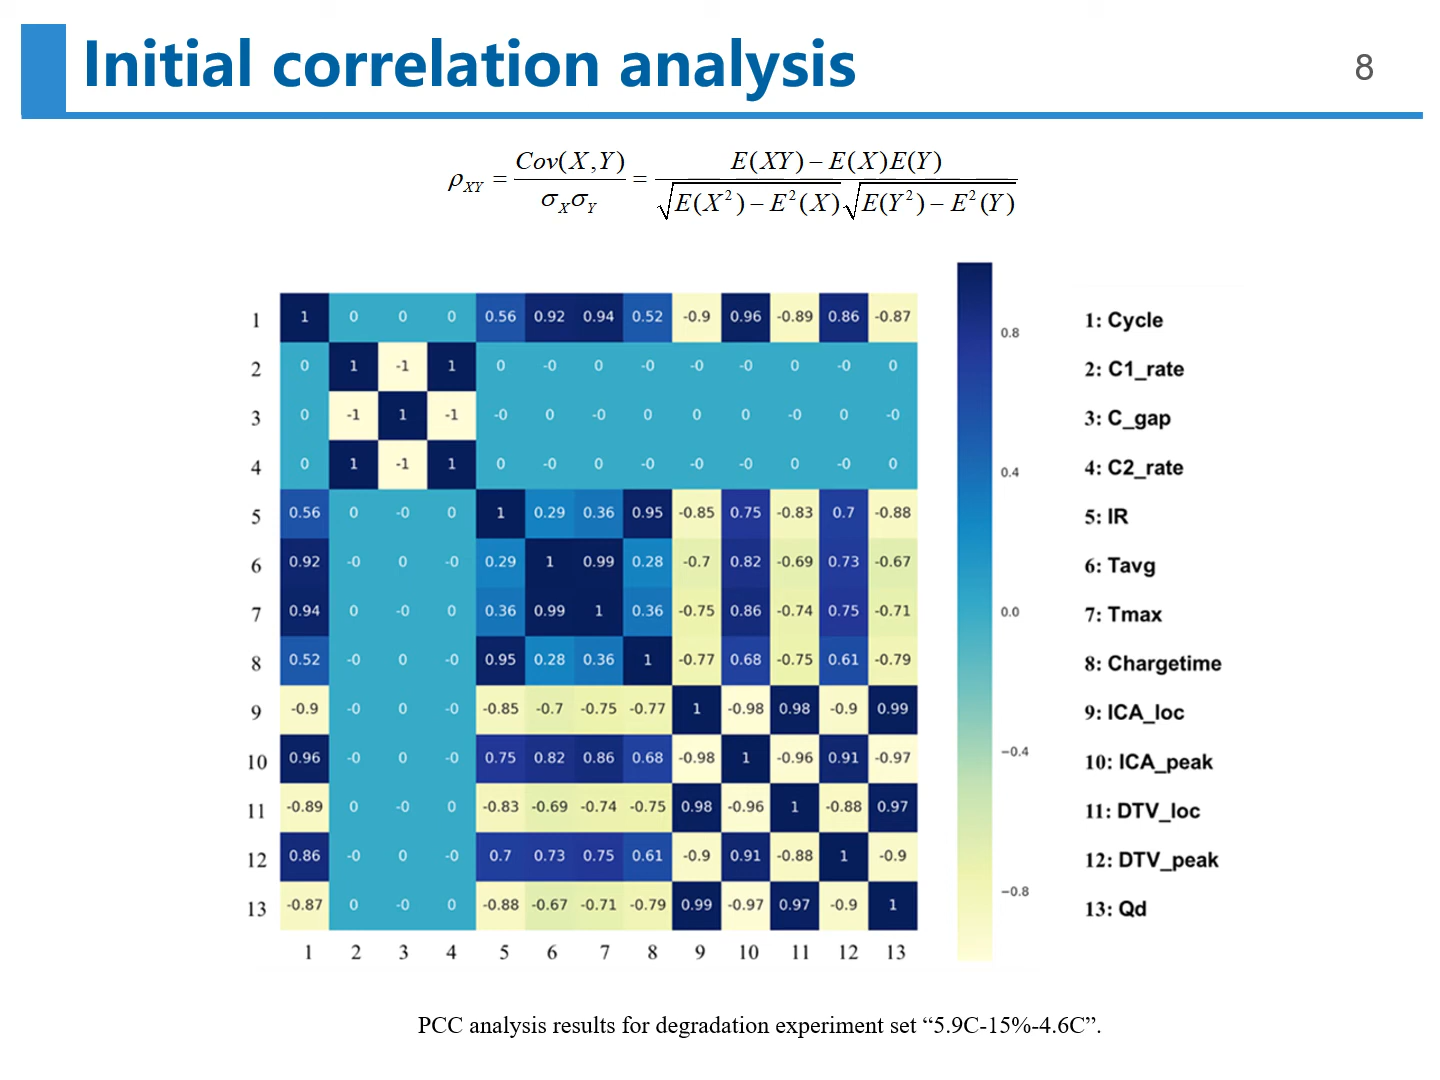 Initial correlation analysis
8
ρ_XY = Cov(X,Y) / σ_Xσ_Y = E(XY) − E(X)E(Y) / √E(X²) − E²(X) √E(Y²) − E²(Y)
1 1 0 0 0 0.56 0.92 0.94 0.52 -0.9 0.96 -0.89 0.86 -0.87
2 0 1 -1 1 0 -0 0 -0 -0 -0 0 -0 0
3 0 -1 1 -1 -0 0 -0 0 0 0 -0 0 -0
4 0 1 -1 1 0 -0 0 -0 -0 -0 0 -0 0
5 0.56 0 -0 0 1 0.29 0.36 0.95 -0.85 0.75 -0.83 0.7 -0.88
6 0.92 -0 0 -0 0.29 1 0.99 0.28 -0.7 0.82 -0.69 0.73 -0.67
7 0.94 0 -0 0 0.36 0.99 1 0.36 -0.75 0.86 -0.74 0.75 -0.71
8 0.52 -0 0 -0 0.95 0.28 0.36 1 -0.77 0.68 -0.75 0.61 -0.79
9 -0.9 -0 0 -0 -0.85 -0.7 -0.75 -0.77 1 -0.98 0.98 -0.9 0.99
10 0.96 -0 0 -0 0.75 0.82 0.86 0.68 -0.98 1 -0.96 0.91 -0.97
11 -0.89 0 -0 0 -0.83 -0.69 -0.74 -0.75 0.98 -0.96 1 -0.88 0.97
12 0.86 -0 0 -0 0.7 0.73 0.75 0.61 -0.9 0.91 -0.88 1 -0.9
13 -0.87 0 -0 0 -0.88 -0.67 -0.71 -0.79 0.99 -0.97 0.97 -0.9 1
1 2 3 4 5 6 7 8 9 10 11 12 13
0.8
0.4
0.0
−0.4
−0.8
1: Cycle
2: C1_rate
3: C_gap
4: C2_rate
5: IR
6: Tavg
7: Tmax
8: Chargetime
9: ICA_loc
10: ICA_peak
11: DTV_loc
12: DTV_peak
13: Qd
PCC analysis results for degradation experiment set “5.9C-15%-4.6C”.